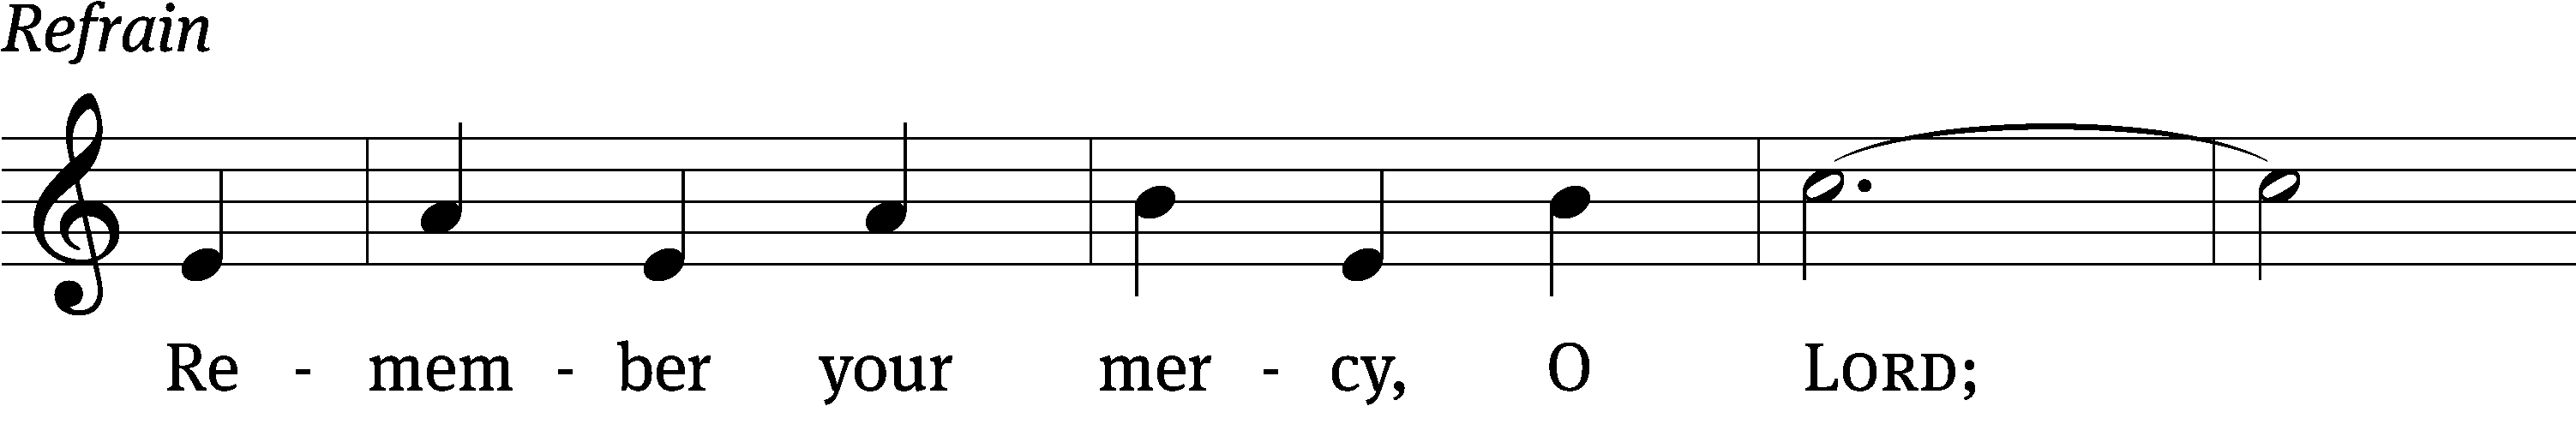 Refrain
Re - mem - ber your mer - cy, O LORD;